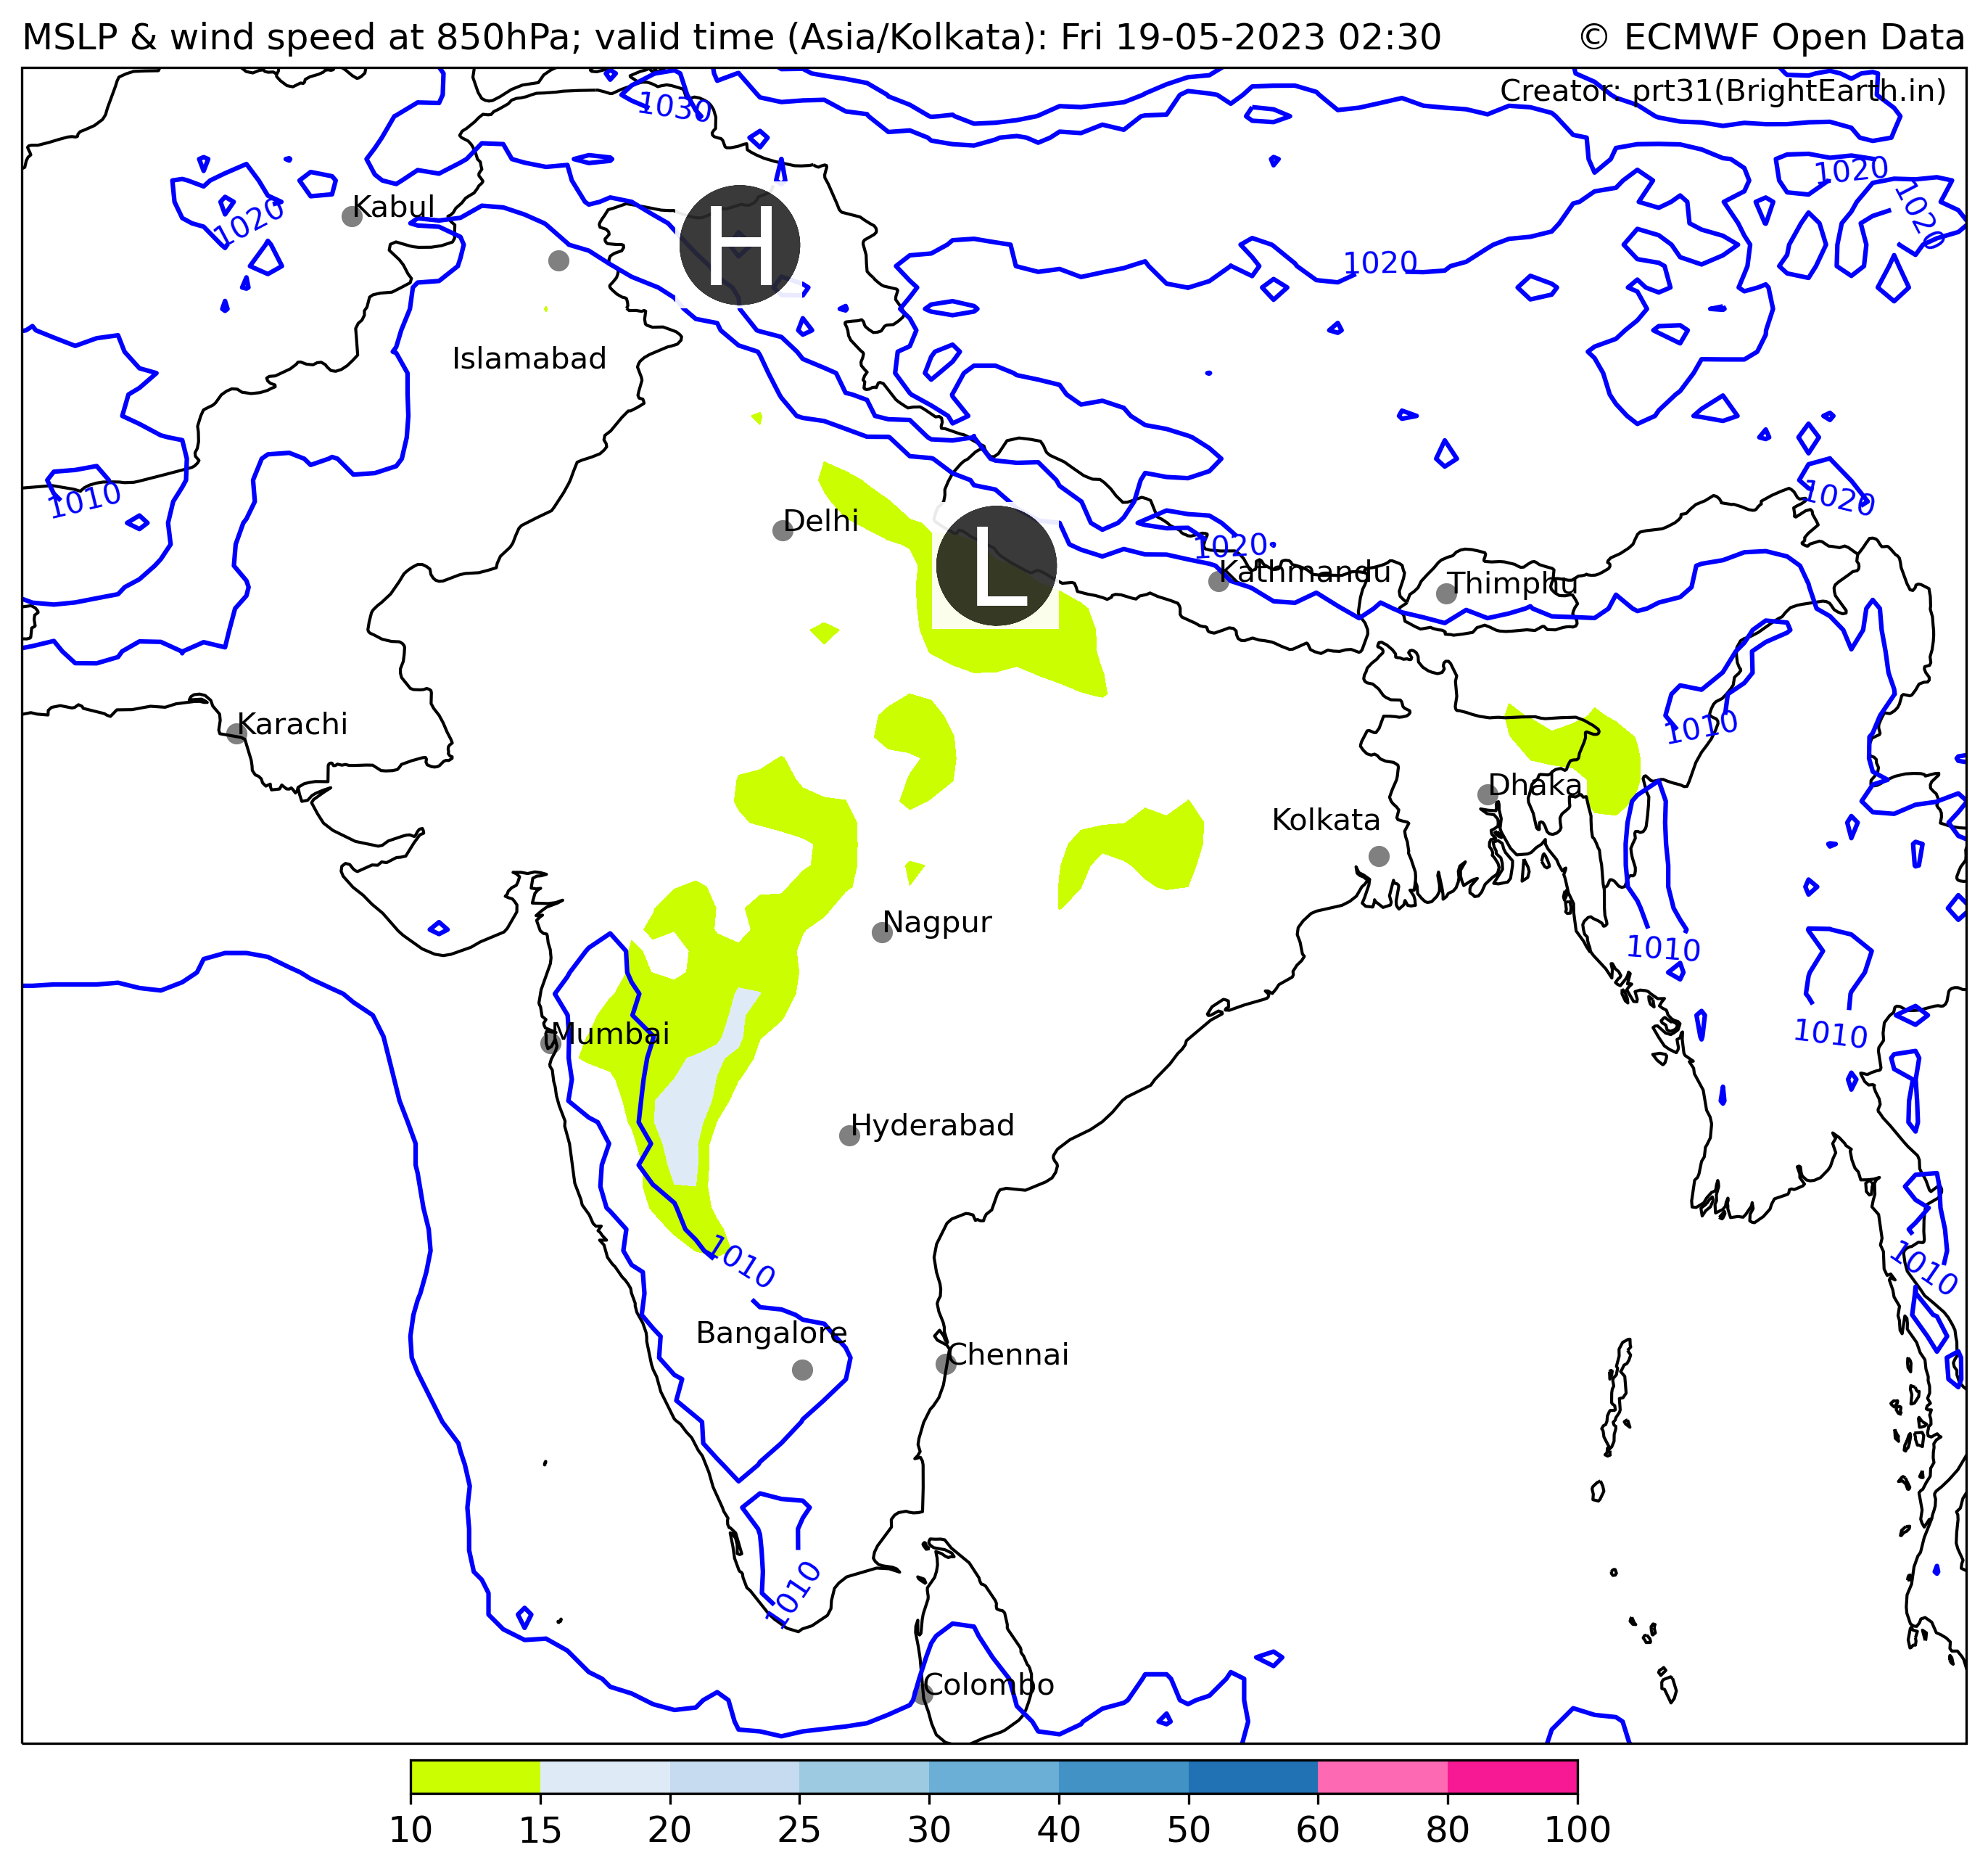 MSLP & wind speed at 850hPa; valid time (Asia/Kolkata): Fri 19-05-2023 02:30
© ECMWF Open Data
Creator: prt31(BrightEarth.in)
1030
1020
1020
1020
Kabul
1020
H
1020
Islamabad
1010
1020
Delhi
1020
L
Kathmandu
Thimphu
Karachi
1010
Dhaka
Kolkata
Nagpur
1010
Mumbai
1010
Hyderabad
1010
1010
Bangalore
Chennai
1010
Colombo
10 15 20 25 30 40 50 60 80 100